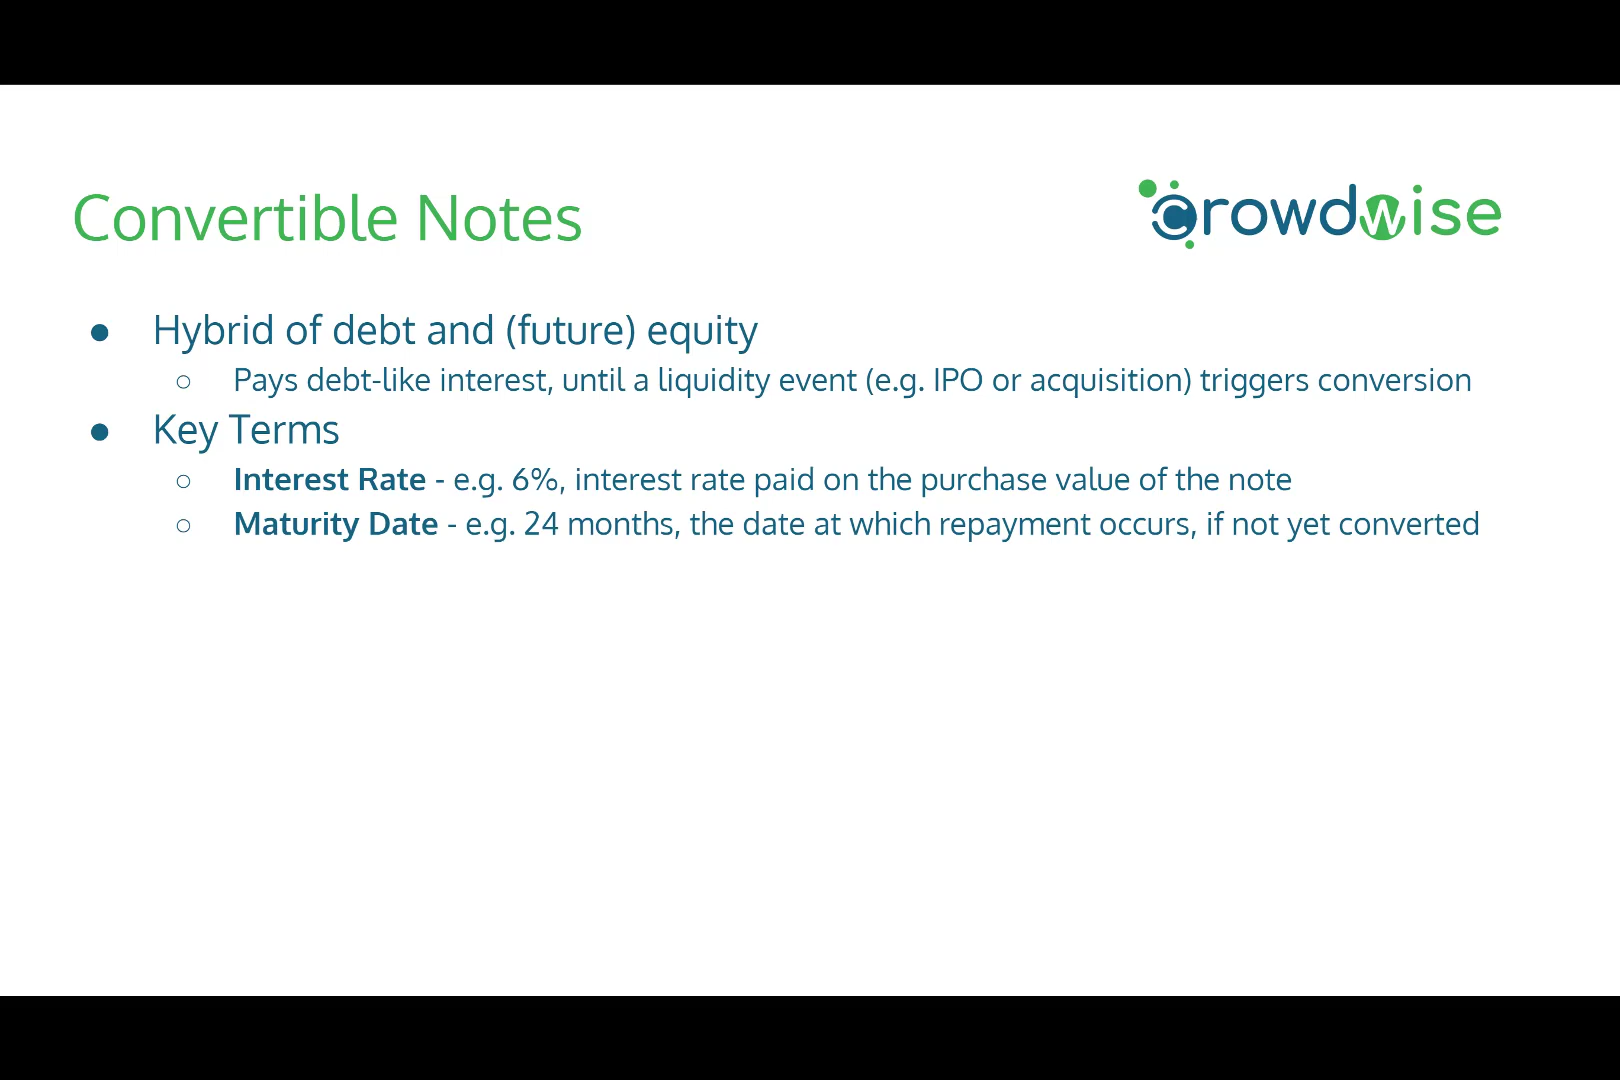 Convertible Notes
crowdwise
● Hybrid of debt and (future) equity
○ Pays debt-like interest, until a liquidity event (e.g. IPO or acquisition) triggers conversion
● Key Terms
○ Interest Rate - e.g. 6%, interest rate paid on the purchase value of the note
○ Maturity Date - e.g. 24 months, the date at which repayment occurs, if not yet converted